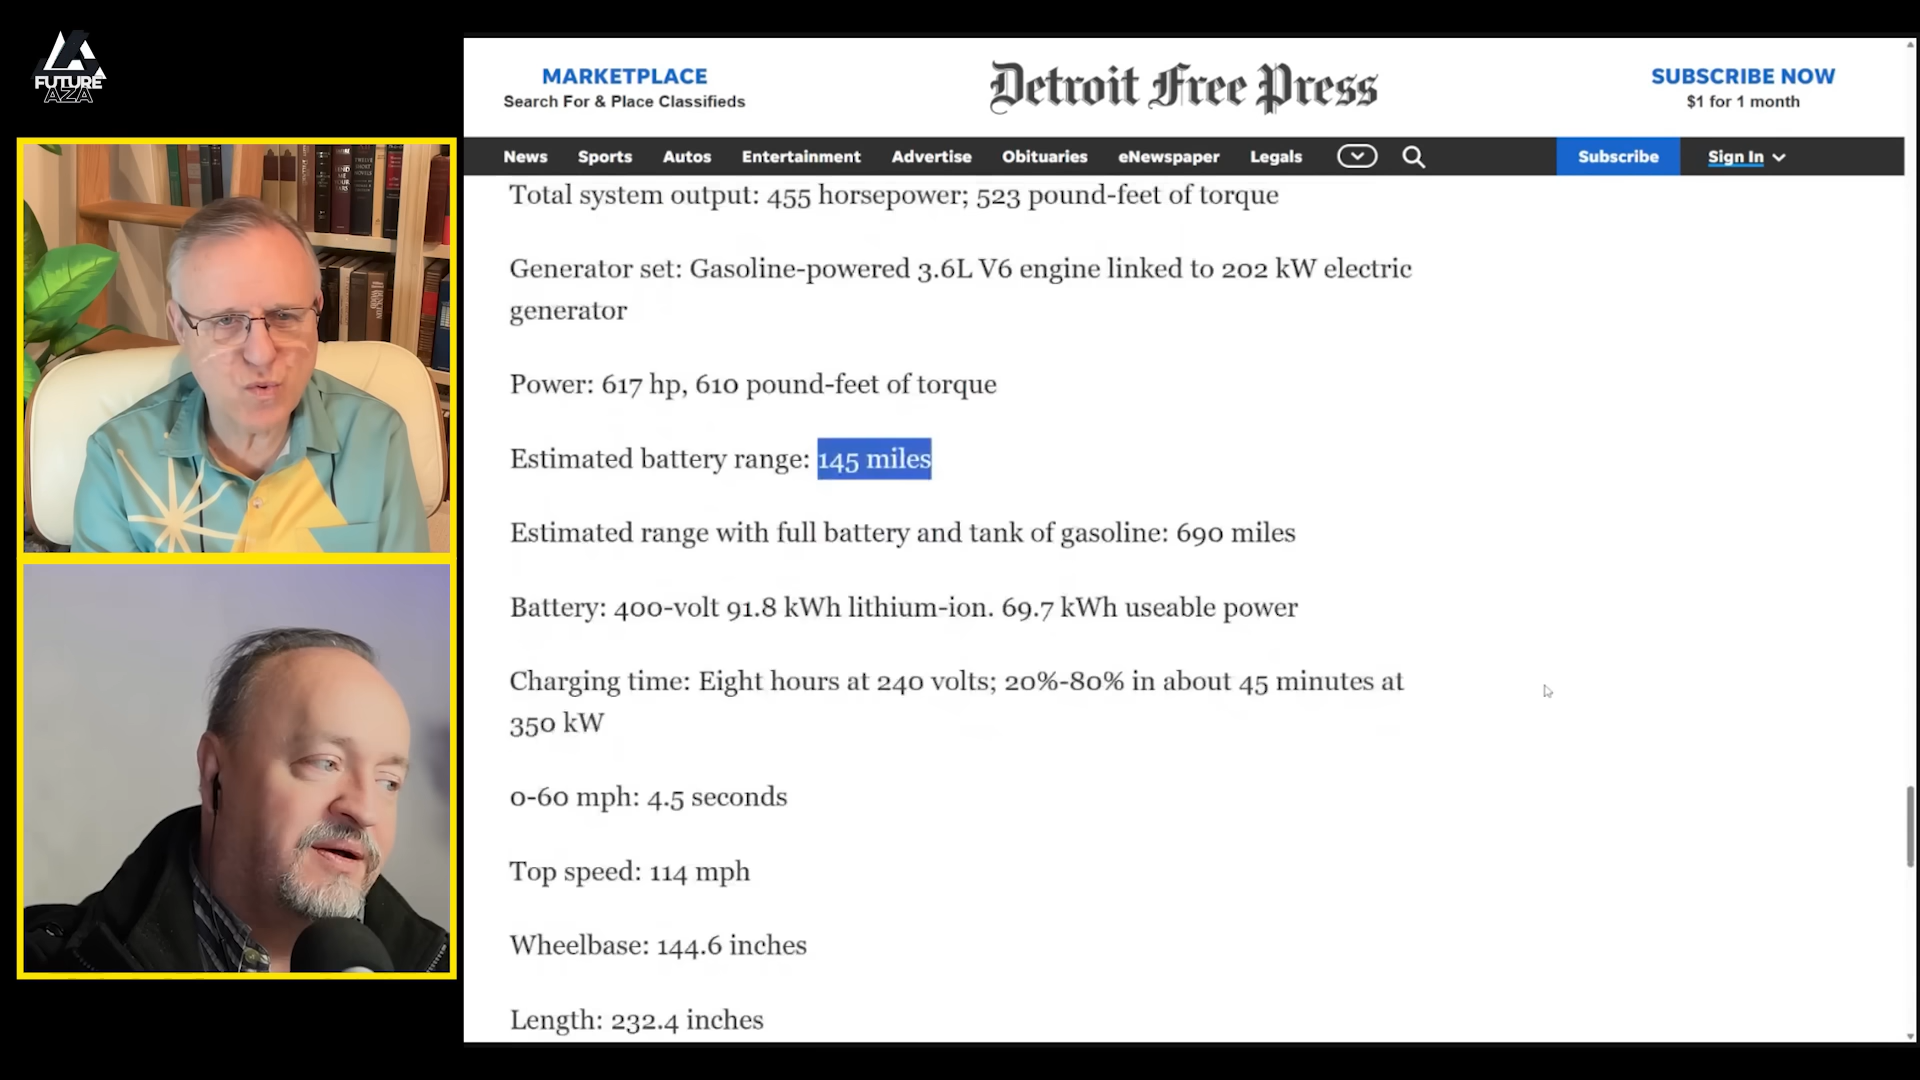 FUTURE
AZA
MARKETPLACE
Search For & Place Classifieds
Detroit Free Press
SUBSCRIBE NOW
$1 for 1 month
News Sports Autos Entertainment Advertise Obituaries eNewspaper Legals Subscribe Sign In
Total system output: 455 horsepower; 523 pound-feet of torque
Generator set: Gasoline-powered 3.6L V6 engine linked to 202 kW electric
generator
Power: 617 hp, 610 pound-feet of torque
Estimated battery range: 145 miles
Estimated range with full battery and tank of gasoline: 690 miles
Battery: 400-volt 91.8 kWh lithium-ion. 69.7 kWh useable power
Charging time: Eight hours at 240 volts; 20%-80% in about 45 minutes at
350 kW
0-60 mph: 4.5 seconds
Top speed: 114 mph
Wheelbase: 144.6 inches
Length: 232.4 inches